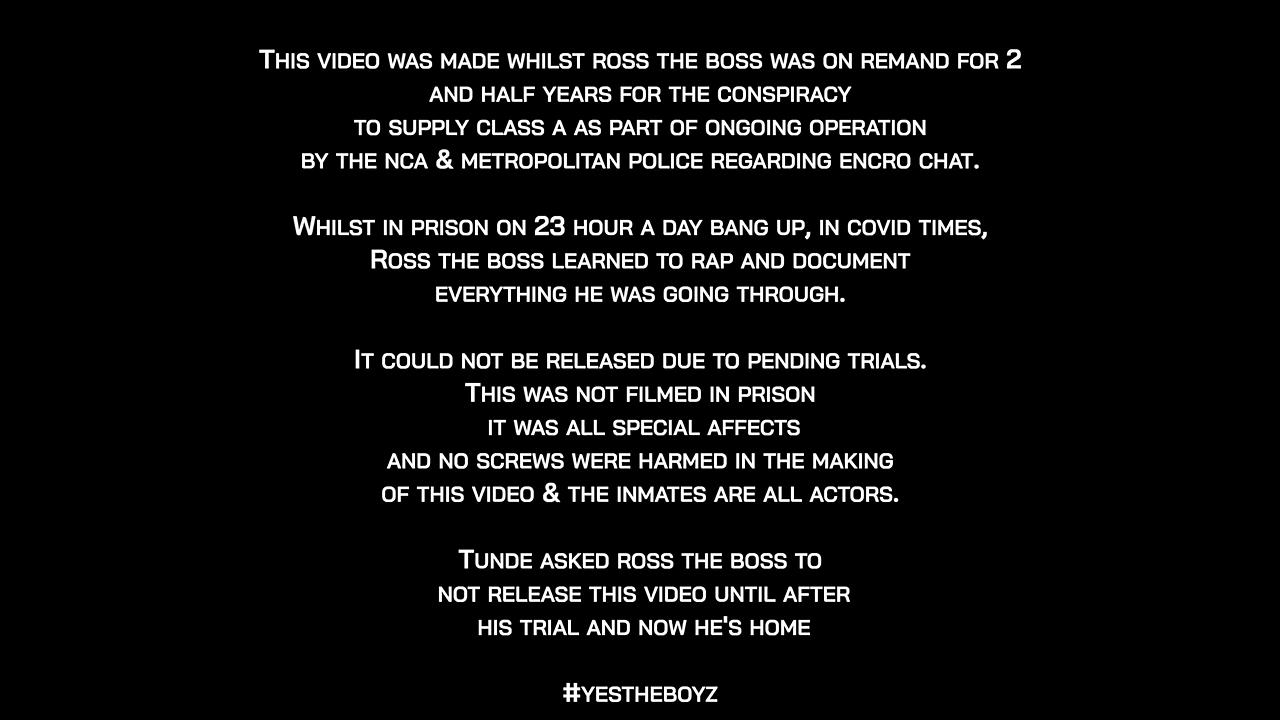 This video was made whilst ross the boss was on remand for 2
and half years for the conspiracy
to supply class a as part of ongoing operation
by the nca & metropolitan police regarding encro chat.
Whilst in prison on 23 hour a day bang up, in covid times,
Ross the boss learned to rap and document
everything he was going through.
It could not be released due to pending trials.
This was not filmed in prison
it was all special affects
and no screws were harmed in the making
of this video & the inmates are all actors.
Tunde asked ross the boss to
not release this video until after
his trial and now he's home
#yestheboyz